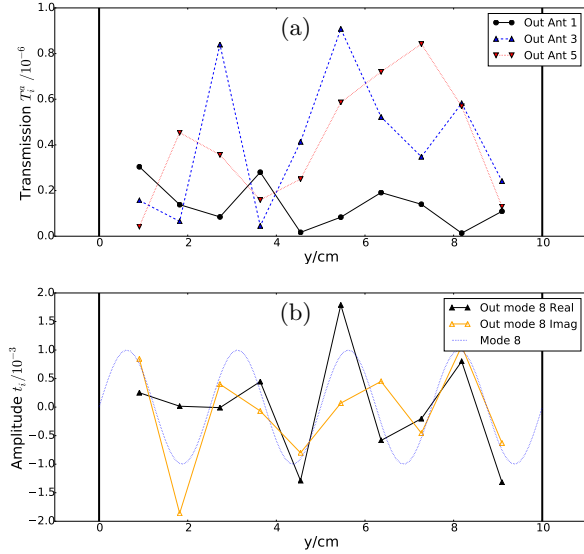 (a)
Out Ant 1
Out Ant 3
Out Ant 5
Transmission T_i^a /10^{-6}
1.0
0.8
0.6
0.4
0.2
0.0
0 2 4 6 8 10
y/cm
(b)
Out mode 8 Real
Out mode 8 Imag
Mode 8
Amplitude t_i/10^{-3}
2.0
1.5
1.0
0.5
0.0
−0.5
−1.0
−1.5
−2.0
0 2 4 6 8 10
y/cm